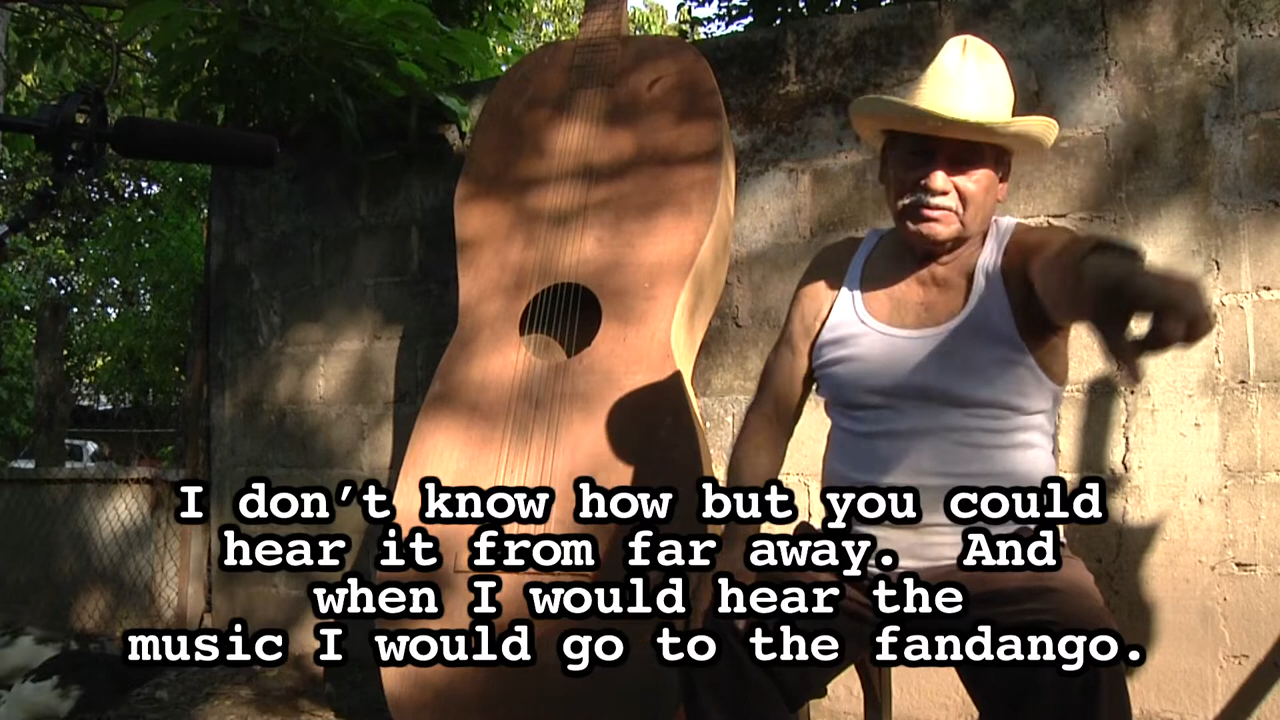 I don’t know how but you could
hear it from far away.  And
when I would hear the
music I would go to the fandango.